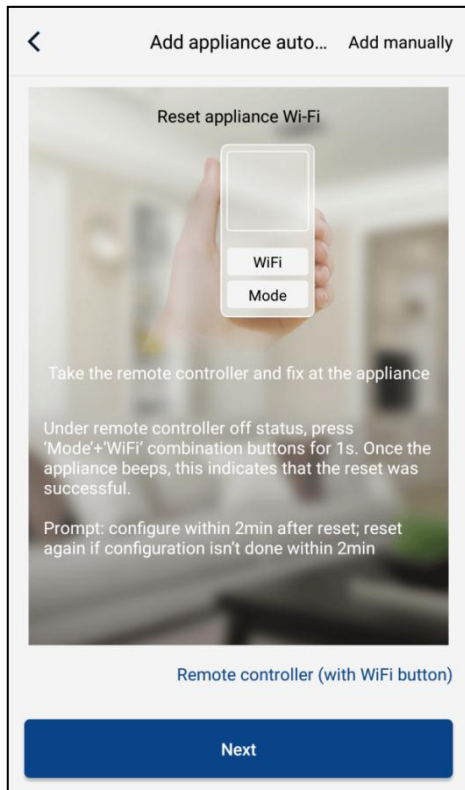 Add appliance auto... Add manually
Reset appliance Wi-Fi
WiFi
Mode
Take the remote controller and fix at the appliance
Under remote controller off status, press
‘Mode’+‘WiFi’ combination buttons for 1s. Once the
appliance beeps, this indicates that the reset was
successful.
Prompt: configure within 2min after reset; reset
again if configuration isn’t done within 2min
Remote controller (with WiFi button)
Next